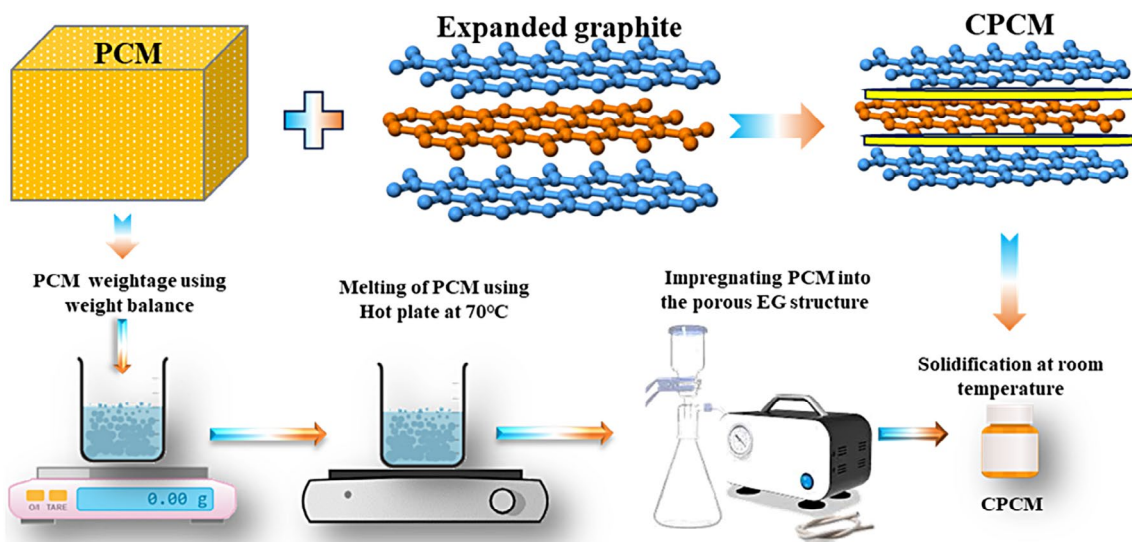 PCM
Expanded graphite
CPCM
PCM weightage using
weight balance
Melting of PCM using
Hot plate at 70°C
Impregnating PCM into
the porous EG structure
Solidification at room
temperature
0.00 g
O/I TARE
CPCM